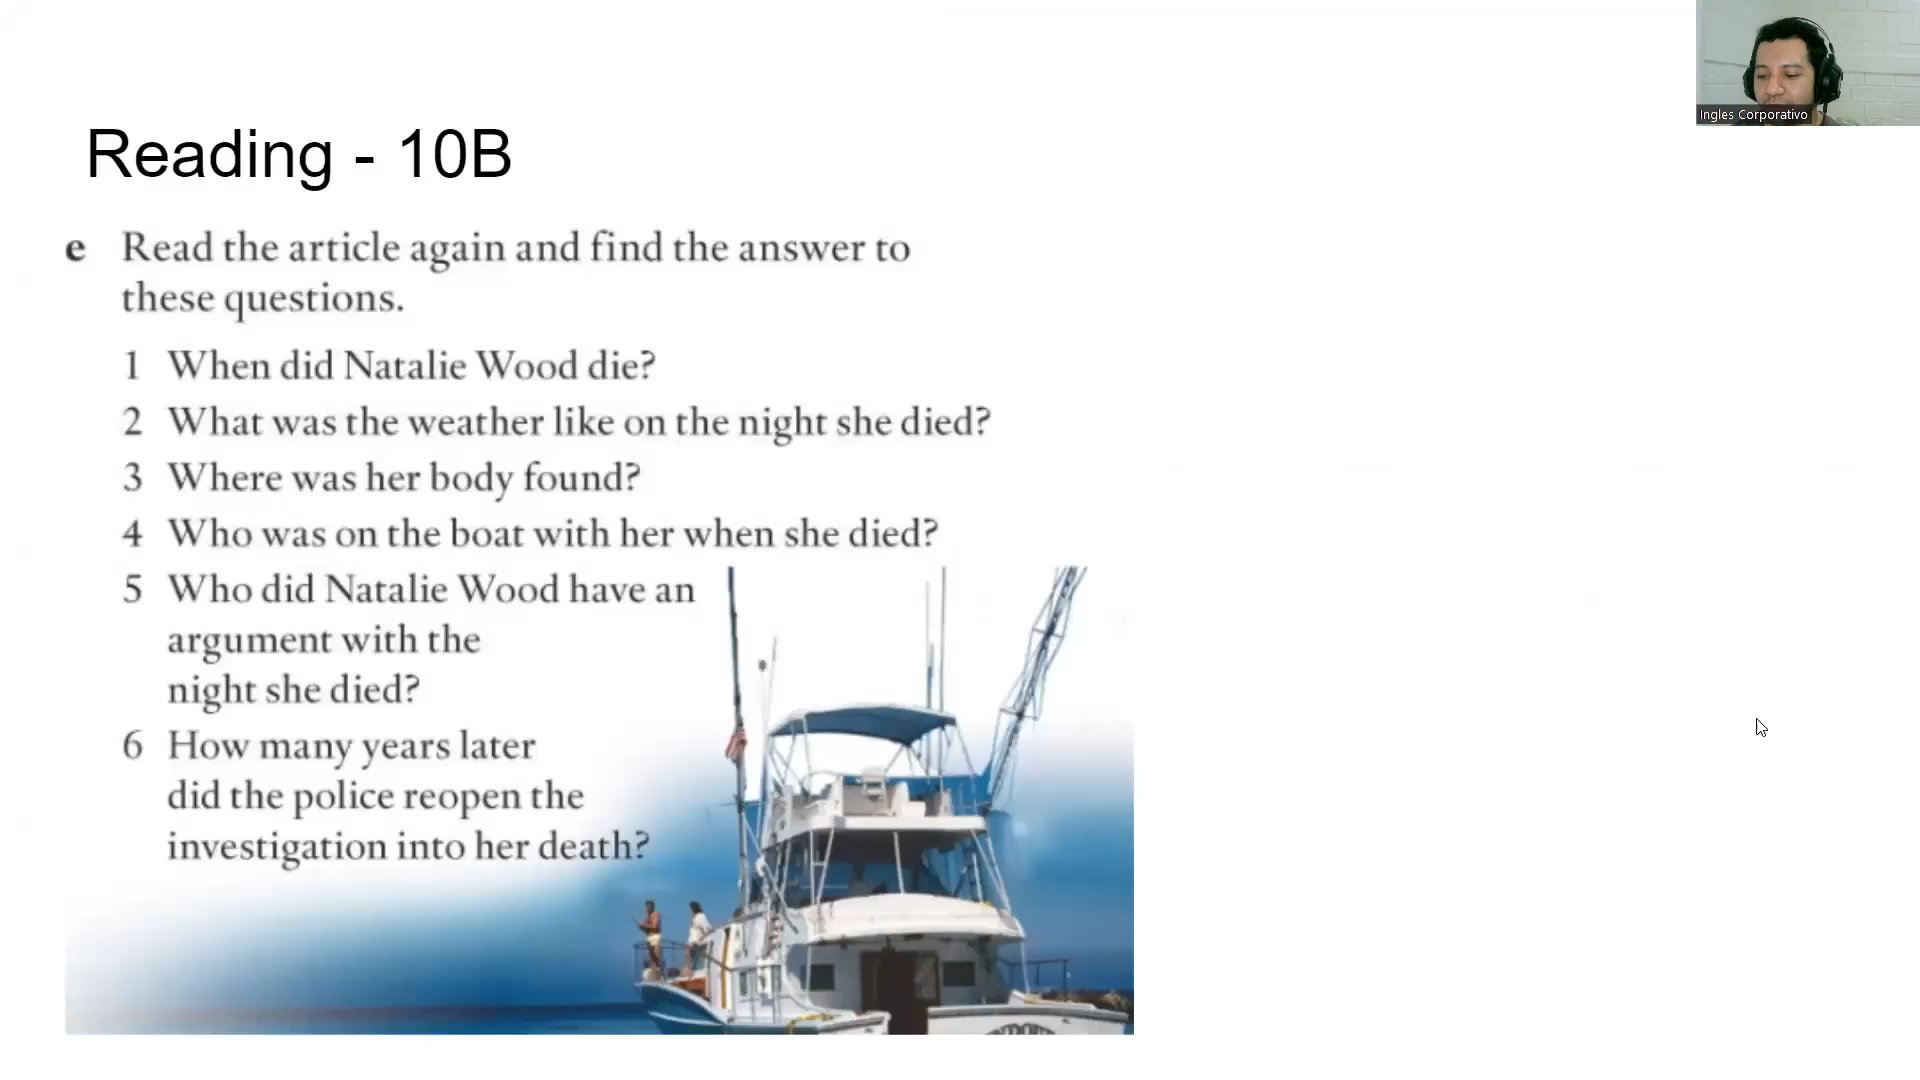 Ingles Corporativo
Reading - 10B
e Read the article again and find the answer to
these questions.
1 When did Natalie Wood die?
2 What was the weather like on the night she died?
3 Where was her body found?
4 Who was on the boat with her when she died?
5 Who did Natalie Wood have an
argument with the
night she died?
6 How many years later
did the police reopen the
investigation into her death?